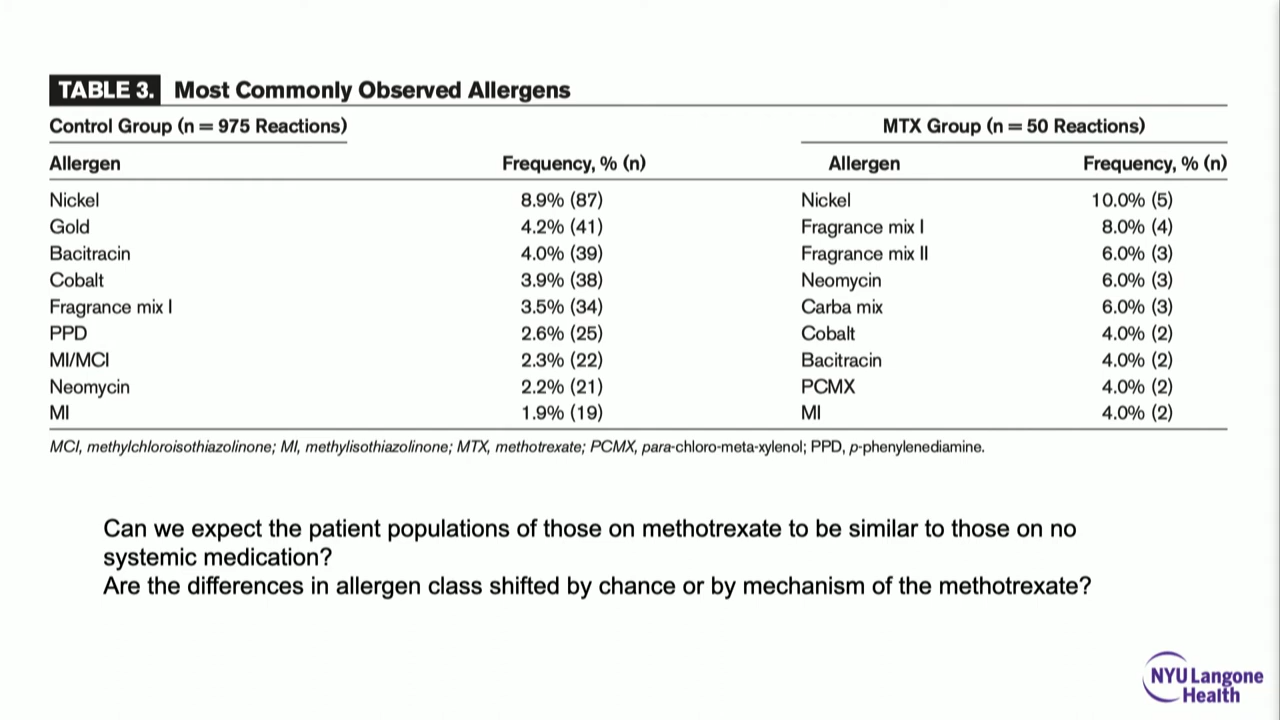 TABLE 3. Most Commonly Observed Allergens
Control Group (n = 975 Reactions) MTX Group (n = 50 Reactions)
Allergen Frequency, % (n) Allergen Frequency, % (n)
Nickel 8.9% (87) Nickel 10.0% (5)
Gold 4.2% (41) Fragrance mix I 8.0% (4)
Bacitracin 4.0% (39) Fragrance mix II 6.0% (3)
Cobalt 3.9% (38) Neomycin 6.0% (3)
Fragrance mix I 3.5% (34) Carba mix 6.0% (3)
PPD 2.6% (25) Cobalt 4.0% (2)
MI/MCI 2.3% (22) Bacitracin 4.0% (2)
Neomycin 2.2% (21) PCMX 4.0% (2)
MI 1.9% (19) MI 4.0% (2)
MCI, methylchloroisothiazolinone; MI, methylisothiazolinone; MTX, methotrexate; PCMX, para-chloro-meta-xylenol; PPD, p-phenylenediamine.
Can we expect the patient populations of those on methotrexate to be similar to those on no
systemic medication?
Are the differences in allergen class shifted by chance or by mechanism of the methotrexate?
NYU Langone
Health